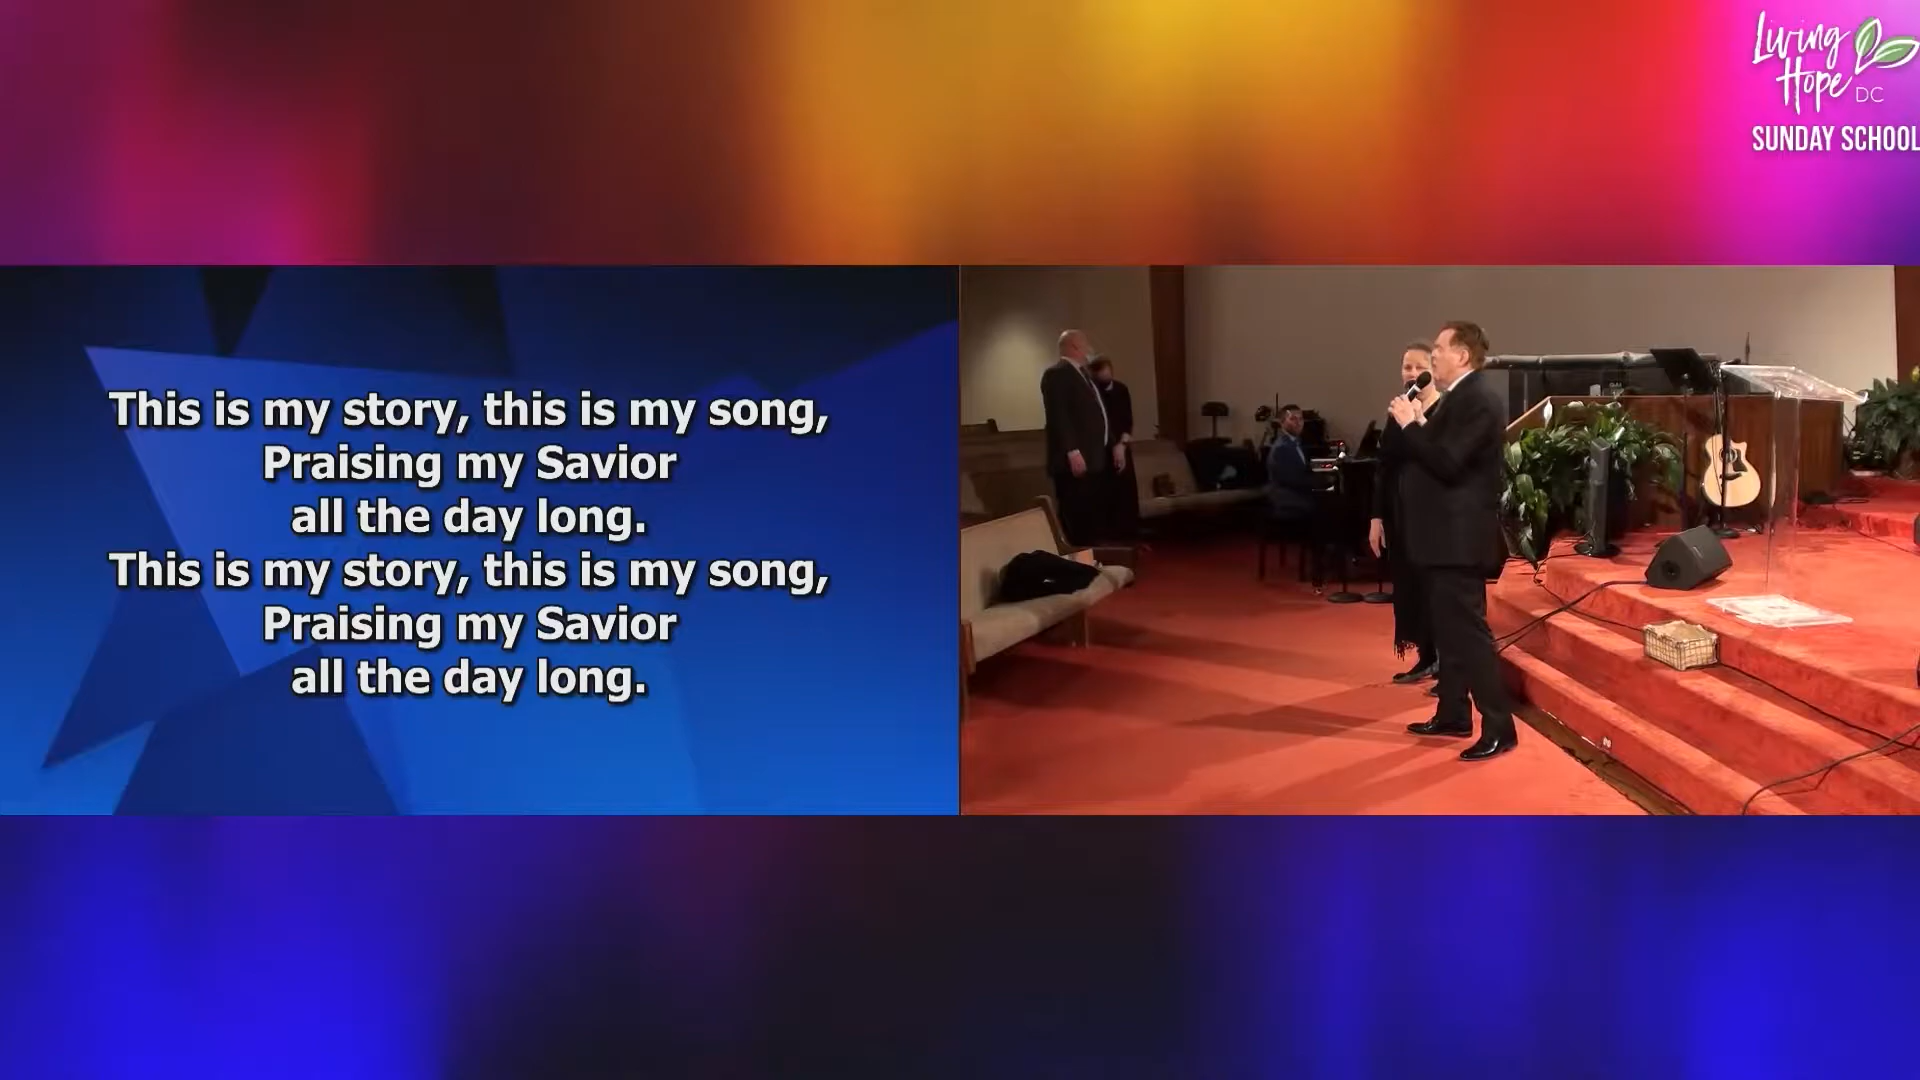 Living
Hope
DC
SUNDAY SCHOOL
This is my story, this is my song,
Praising my Savior
all the day long.
This is my story, this is my song,
Praising my Savior
all the day long.